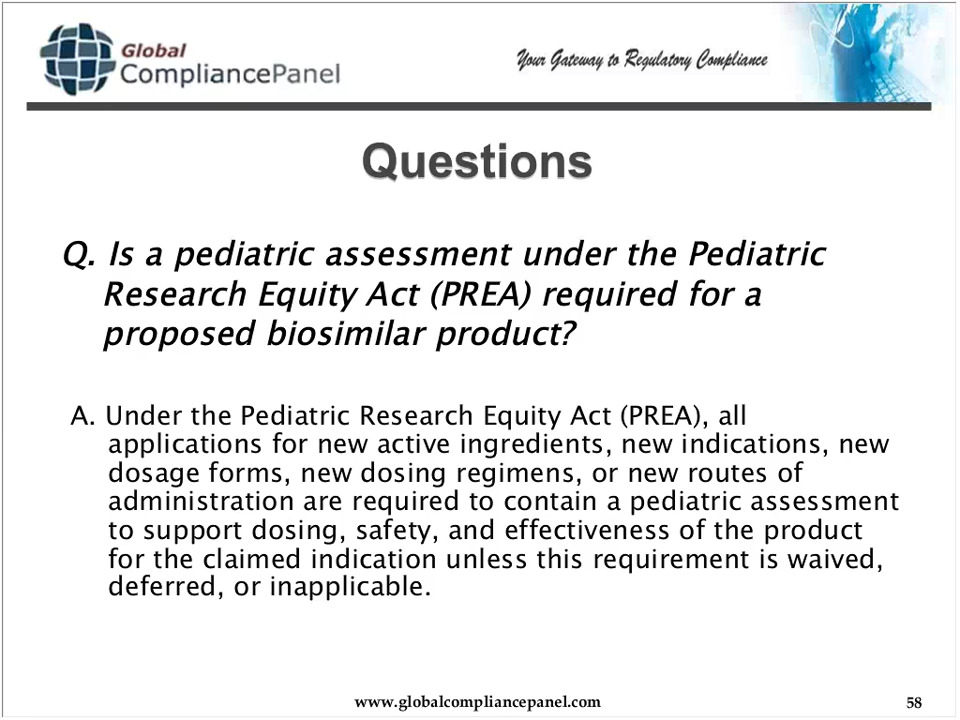 Global
CompliancePanel
Your Gateway to Regulatory Compliance
Questions
Q. Is a pediatric assessment under the Pediatric
Research Equity Act (PREA) required for a
proposed biosimilar product?
A. Under the Pediatric Research Equity Act (PREA), all
applications for new active ingredients, new indications, new
dosage forms, new dosing regimens, or new routes of
administration are required to contain a pediatric assessment
to support dosing, safety, and effectiveness of the product
for the claimed indication unless this requirement is waived,
deferred, or inapplicable.
www.globalcompliancepanel.com
58